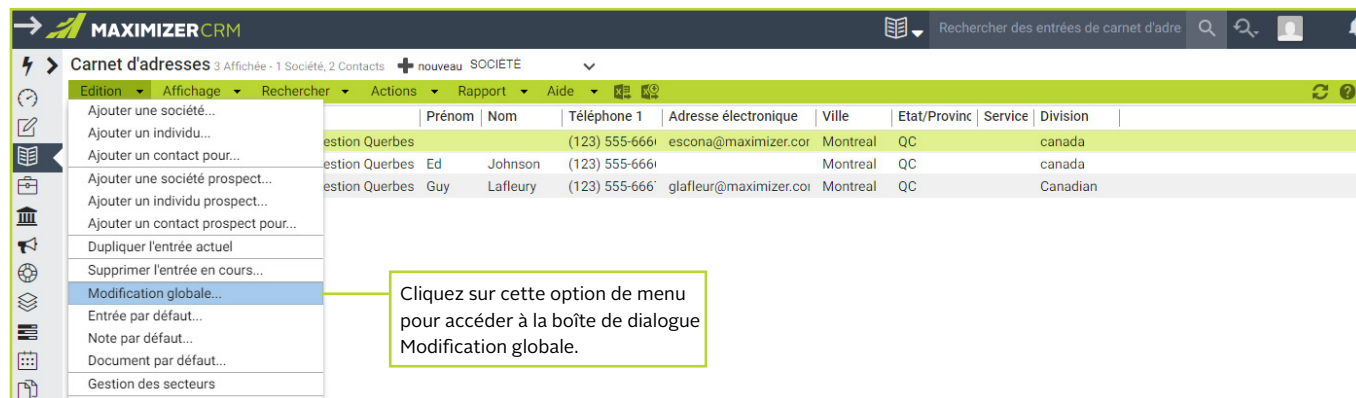 MAXIMIZERCRM Rechercher des entrées de carnet d'adre
Carnet d'adresses 3 Affichée - 1 Société, 2 Contacts nouveau SOCIÉTÉ
Edition Affichage Rechercher Actions Rapport Aide
Prénom Nom Téléphone 1 Adresse électronique Ville Etat/Provinc Service Division
Ajouter une société...
Ajouter un individu...
estion Querbes (123) 555-666 escona@maximizer.cor Montreal QC canada
Ajouter un contact pour...
estion Querbes Ed Johnson (123) 555-666 Montreal QC canada
Ajouter une société prospect...
estion Querbes Guy Lafleury (123) 555-666 glafleur@maximizer.co Montreal QC Canadian
Ajouter un individu prospect...
Ajouter un contact prospect pour...
Dupliquer l'entrée actuel
Supprimer l'entrée en cours...
Modification globale...
Entrée par défaut...
Note par défaut...
Document par défaut...
Gestion des secteurs
Cliquez sur cette option de menu
pour accéder à la boîte de dialogue
Modification globale.